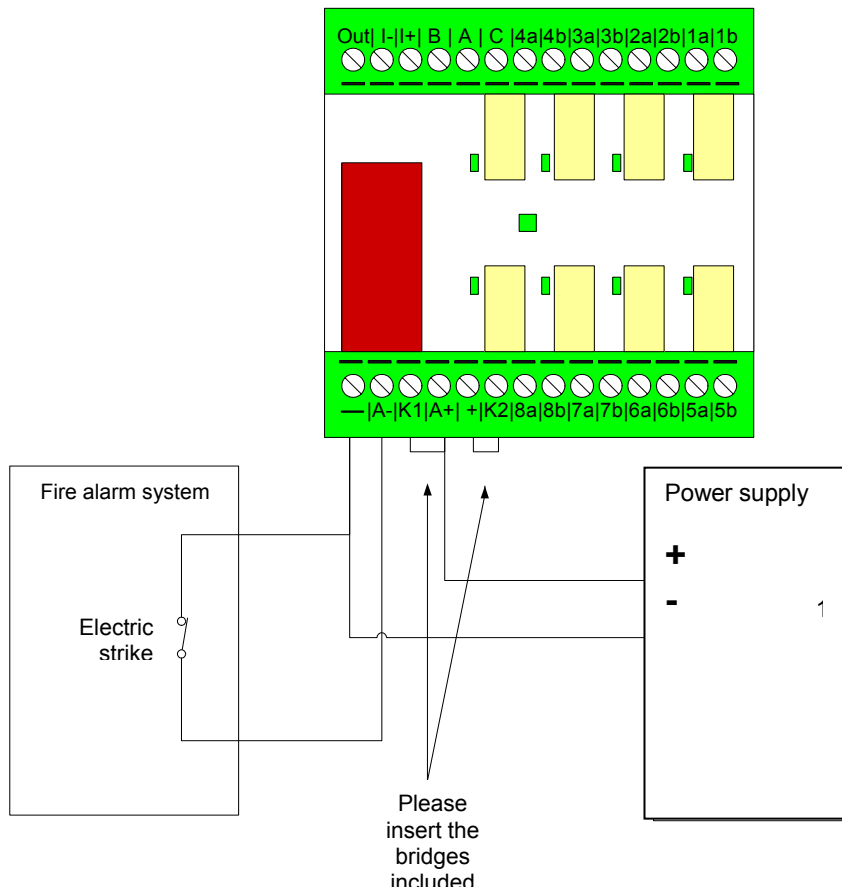 Out| I-|I+| B | A | C |4a|4b|3a|3b|2a|2b|1a|1b
— |A-|K1|A+| +|K2|8a|8b|7a|7b|6a|6b|5a|5b
Fire alarm system
Electric
strike
Power supply
+
-
Please
insert the
bridges
included